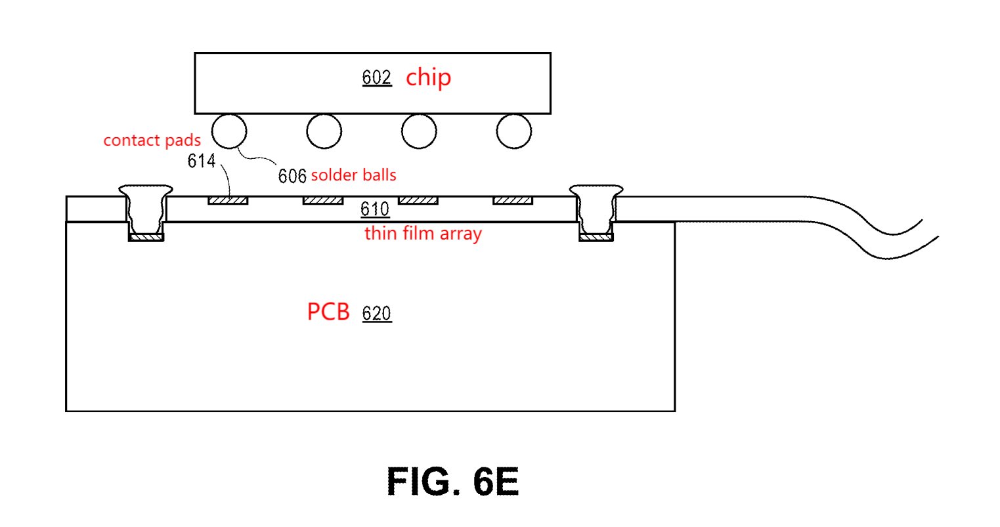 602 chip
contact pads
614
606 solder balls
610
thin film array
PCB 620
FIG. 6E